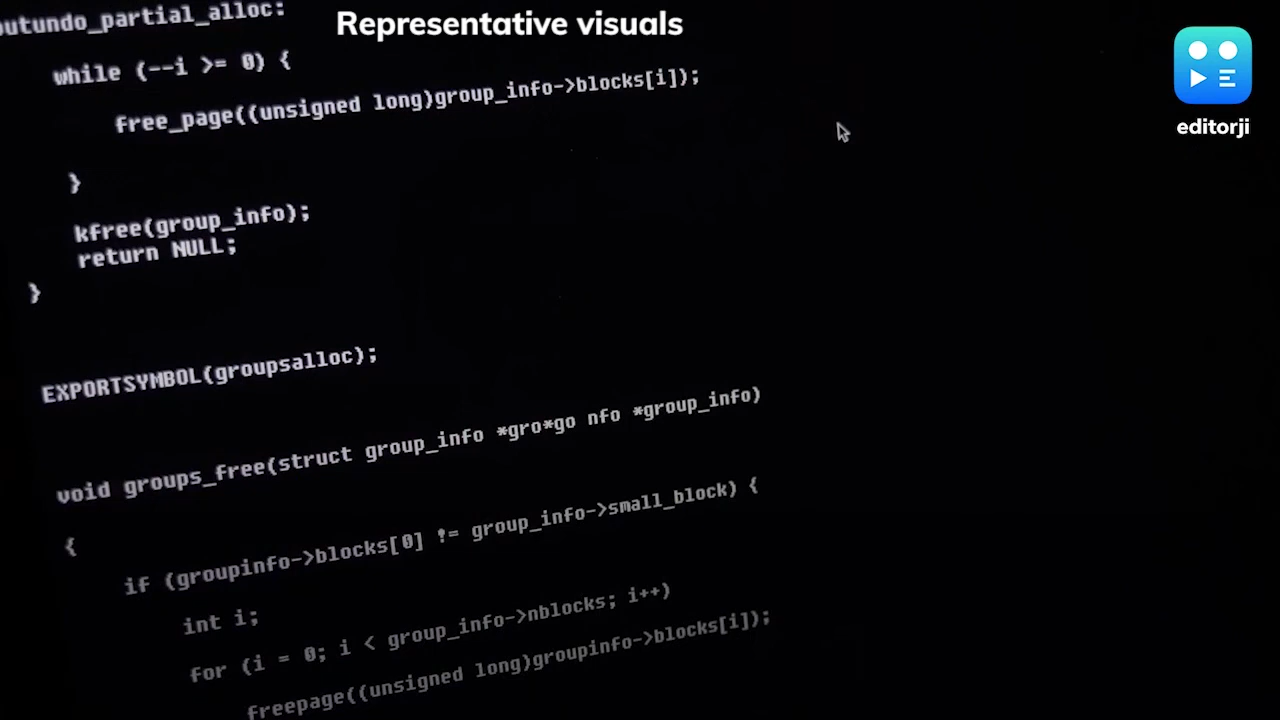 Representative visuals
editorji
outundo_partial_alloc:
while (--i >= 0) {
free_page((unsigned long)group_info->blocks[i]);
}
kfree(group_info);
return NULL;
}
EXPORTSYMBOL(groupsalloc);
void groups_free(struct group_info *gro*go nfo *group_info)
{
if (groupinfo->blocks[0] != group_info->small_block) {
int i;
for (i = 0; i < group_info->nblocks; i++)
freepage((unsigned long)groupinfo->blocks[i]);